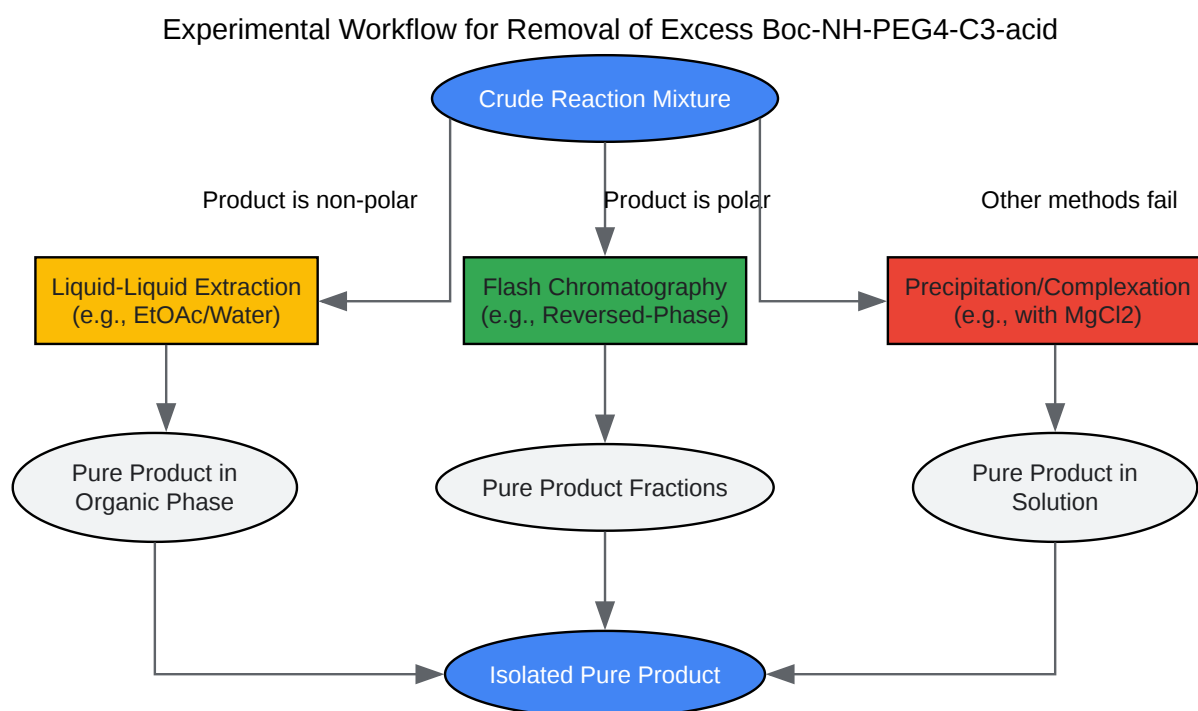 Experimental Workflow for Removal of Excess Boc-NH-PEG4-C3-acid
Crude Reaction Mixture
Product is non-polar
Product is polar
Other methods fail
Liquid-Liquid Extraction
(e.g., EtOAc/Water)
Flash Chromatography
(e.g., Reversed-Phase)
Precipitation/Complexation
(e.g., with MgCl2)
Pure Product in
Organic Phase
Pure Product Fractions
Pure Product in
Solution
Isolated Pure Product